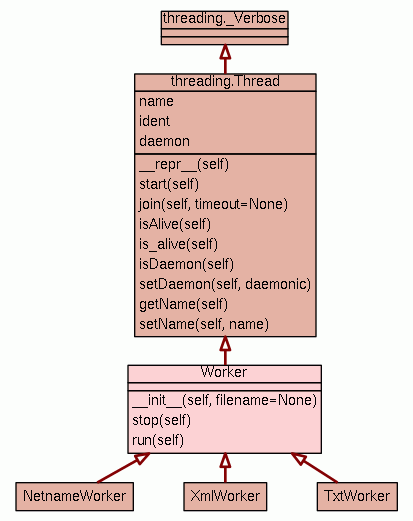 threading._Verbose
threading.Thread
name
ident
daemon
__repr__(self)
start(self)
join(self, timeout=None)
isAlive(self)
is_alive(self)
isDaemon(self)
setDaemon(self, daemonic)
getName(self)
setName(self, name)
Worker
__init__(self, filename=None)
stop(self)
run(self)
NetnameWorker
XmlWorker
TxtWorker